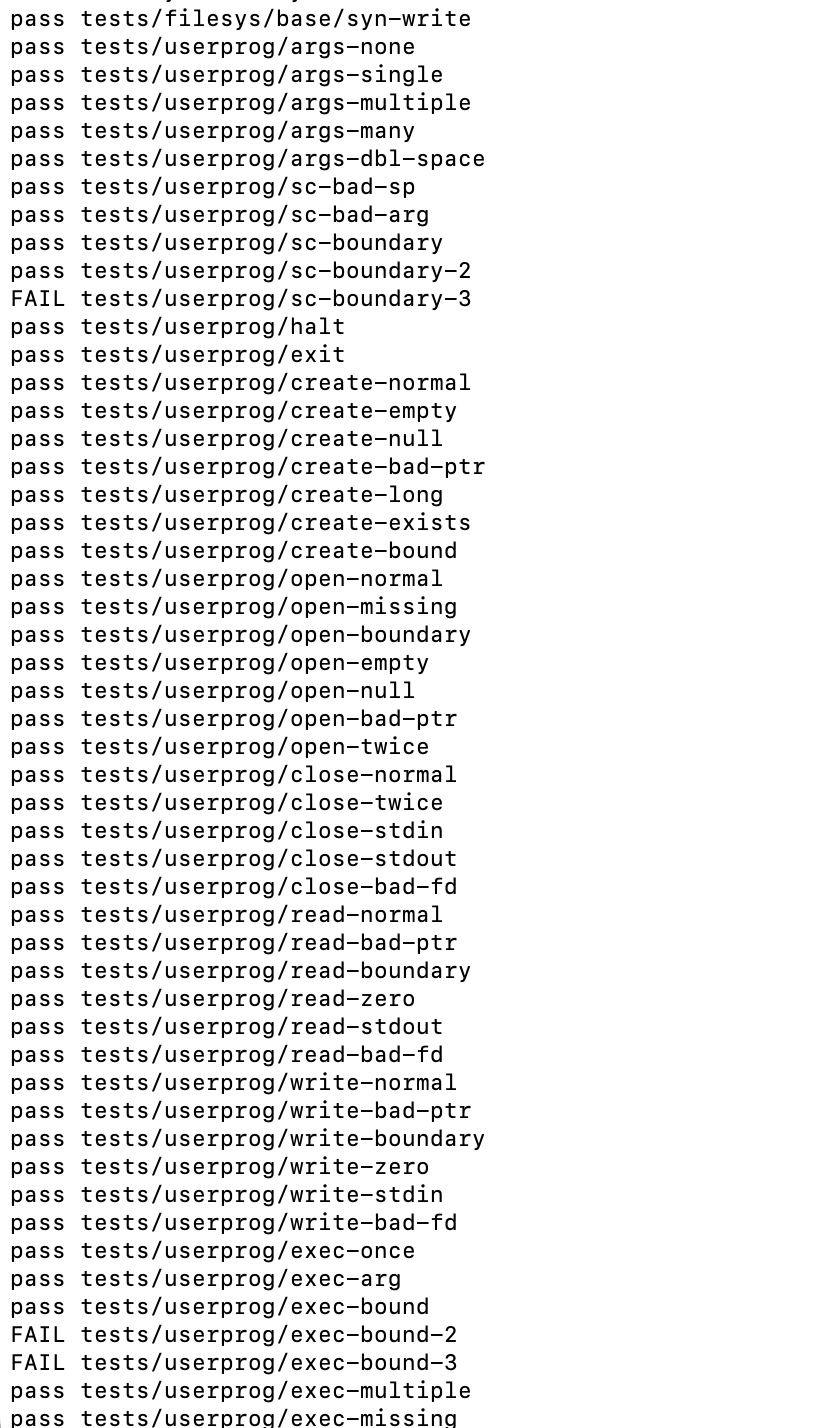 pass tests/filesys/base/syn-write
pass tests/userprog/args-none
pass tests/userprog/args-single
pass tests/userprog/args-multiple
pass tests/userprog/args-many
pass tests/userprog/args-dbl-space
pass tests/userprog/sc-bad-sp
pass tests/userprog/sc-bad-arg
pass tests/userprog/sc-boundary
pass tests/userprog/sc-boundary-2
FAIL tests/userprog/sc-boundary-3
pass tests/userprog/halt
pass tests/userprog/exit
pass tests/userprog/create-normal
pass tests/userprog/create-empty
pass tests/userprog/create-null
pass tests/userprog/create-bad-ptr
pass tests/userprog/create-long
pass tests/userprog/create-exists
pass tests/userprog/create-bound
pass tests/userprog/open-normal
pass tests/userprog/open-missing
pass tests/userprog/open-boundary
pass tests/userprog/open-empty
pass tests/userprog/open-null
pass tests/userprog/open-bad-ptr
pass tests/userprog/open-twice
pass tests/userprog/close-normal
pass tests/userprog/close-twice
pass tests/userprog/close-stdin
pass tests/userprog/close-stdout
pass tests/userprog/close-bad-fd
pass tests/userprog/read-normal
pass tests/userprog/read-bad-ptr
pass tests/userprog/read-boundary
pass tests/userprog/read-zero
pass tests/userprog/read-stdout
pass tests/userprog/read-bad-fd
pass tests/userprog/write-normal
pass tests/userprog/write-bad-ptr
pass tests/userprog/write-boundary
pass tests/userprog/write-zero
pass tests/userprog/write-stdin
pass tests/userprog/write-bad-fd
pass tests/userprog/exec-once
pass tests/userprog/exec-arg
pass tests/userprog/exec-bound
FAIL tests/userprog/exec-bound-2
FAIL tests/userprog/exec-bound-3
pass tests/userprog/exec-multiple
pass tests/userprog/exec-missing